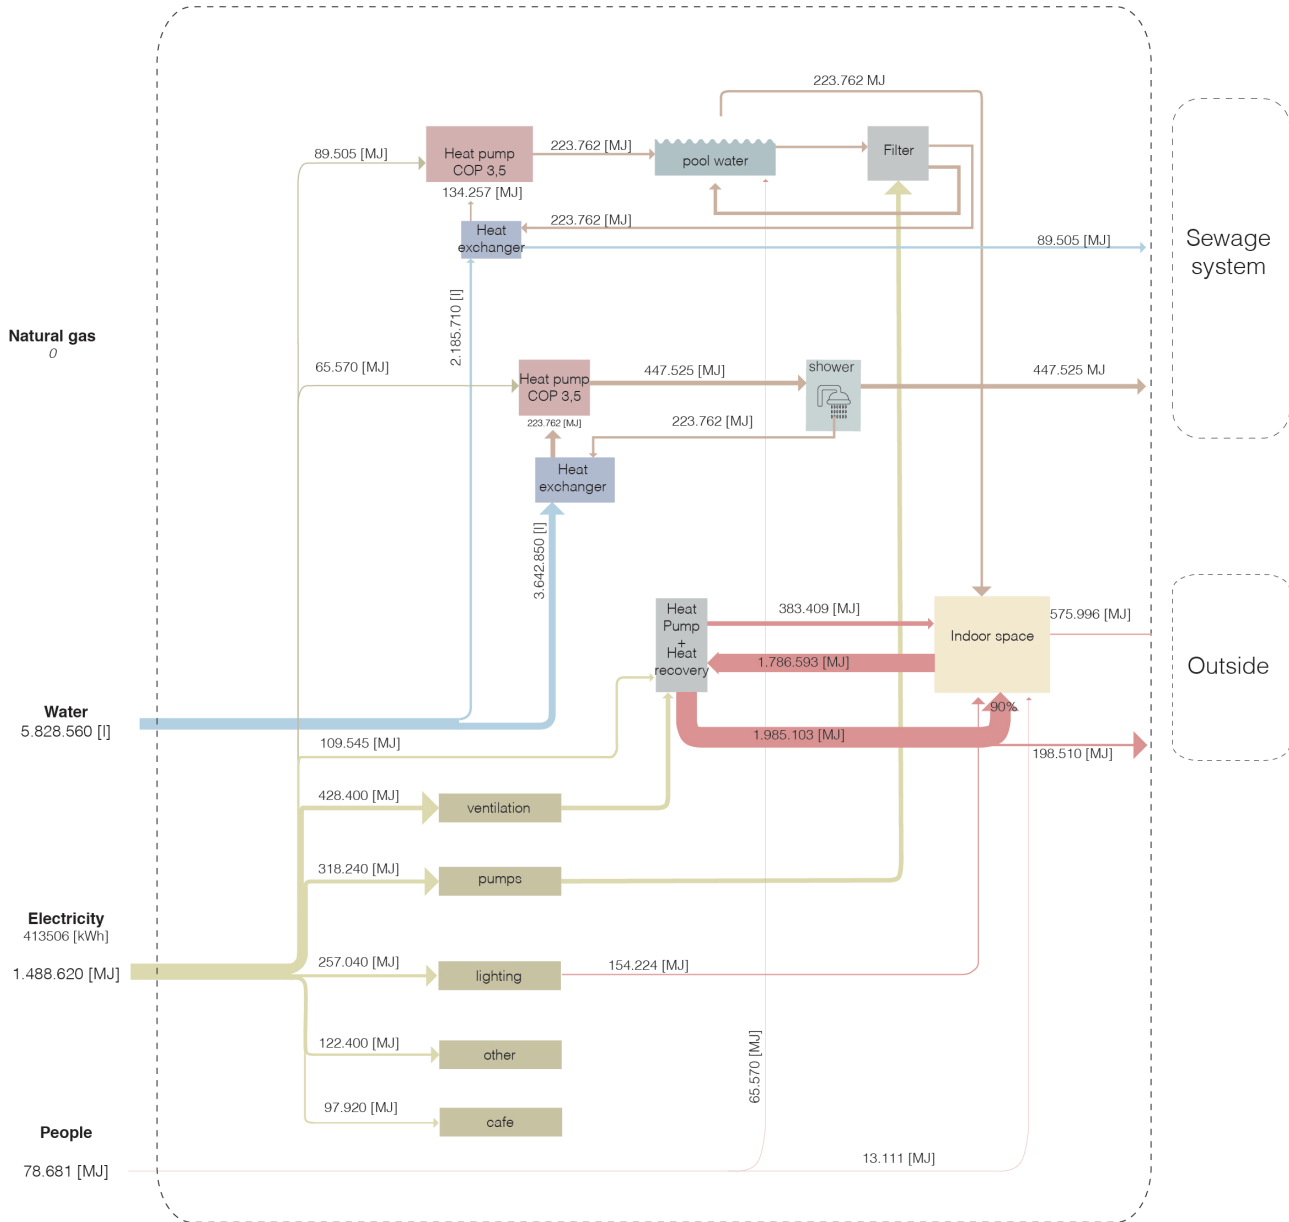 223.762 MJ
89.505 [MJ]
Heat pump
COP 3,5
223.762 [MJ]
pool water
Filter
134.257 [MJ]
223.762 [MJ]
Heat
exchanger
89.505 [MJ]
Sewage
system
2.185.710 [l]
Natural gas
0
65.570 [MJ]
Heat pump
COP 3,5
447.525 [MJ]
shower
447.525 MJ
223.762 [MJ]
223.762 [MJ]
Heat
exchanger
3.642.850 [l]
Heat
Pump
+
Heat
recovery
383.409 [MJ]
Indoor space
575.996 [MJ]
1.786.593 [MJ]
Outside
90%
Water
5.828.560 [l]
109.545 [MJ]
1.985.103 [MJ]
198.510 [MJ]
428.400 [MJ]
ventilation
318.240 [MJ]
pumps
Electricity
413506 [kWh]
1.488.620 [MJ]
257.040 [MJ]
lighting
154.224 [MJ]
122.400 [MJ]
other
65.570 [MJ]
97.920 [MJ]
cafe
People
78.681 [MJ]
13.111 [MJ]